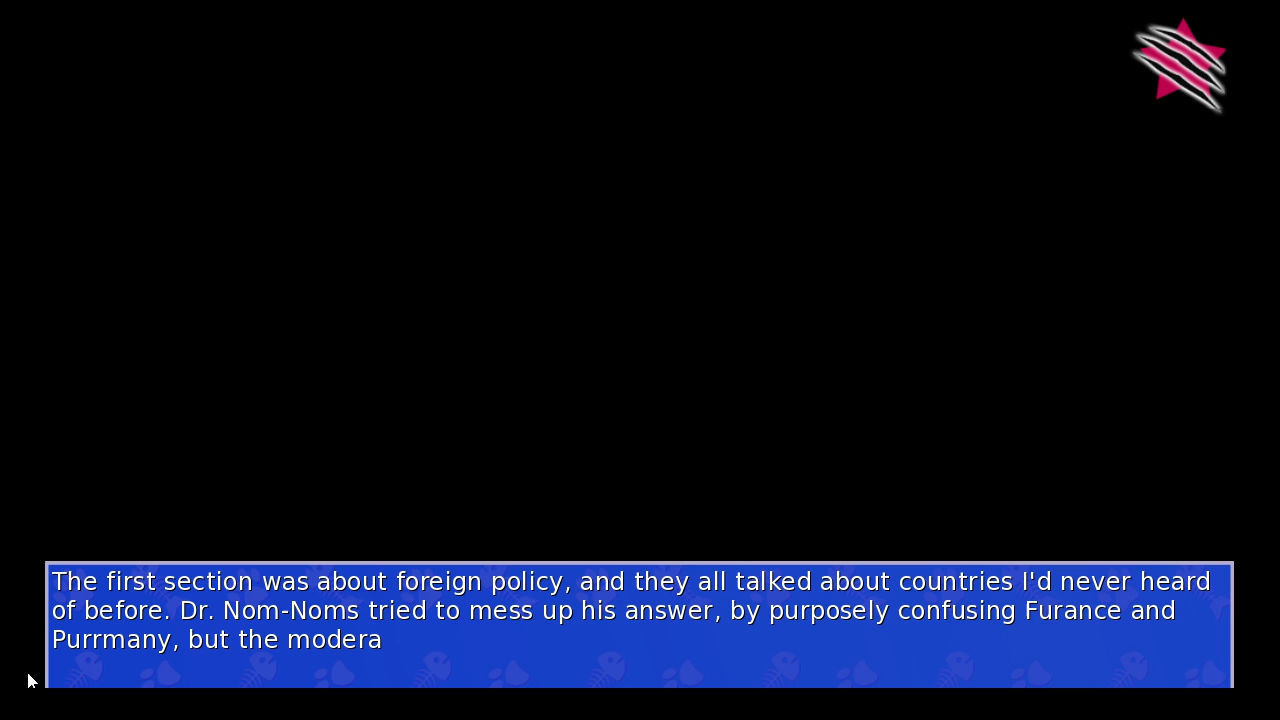 The first section was about foreign policy, and they all talked about countries I'd never heard
of before. Dr. Nom-Noms tried to mess up his answer, by purposely confusing Furance and
Purrmany, but the modera